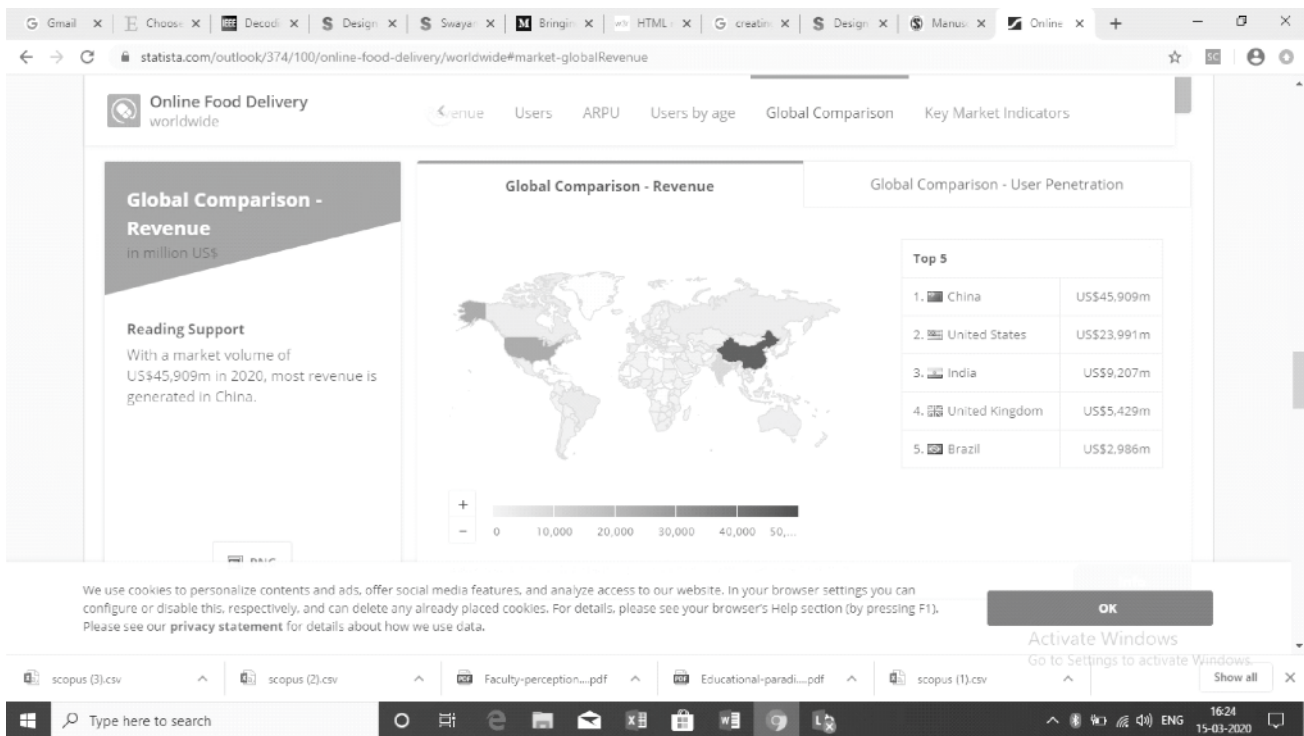 Gmail
Choose
Decodi
Design
Swayar
Bringin
HTML
creating
Design
Manus
Online
statista.com/outlook/374/100/online-food-delivery/worldwide#market-globalRevenue
SC
Online Food Delivery
worldwide
enue Users ARPU Users by age Global Comparison Key Market Indicators
Global Comparison -
Revenue
in million US$
Reading Support
With a market volume of
US$45,909m in 2020, most revenue is
generated in China.
PNG
Global Comparison - Revenue
Global Comparison - User Penetration
Top 5
1. China US$45,909m
2. United States US$23,991m
3. India US$9,207m
4. United Kingdom US$5,429m
5. Brazil US$2,986m
+
−
0 10,000 20,000 30,000 40,000 50,...
We use cookies to personalize contents and ads, offer social media features, and analyze access to our website. In your browser settings you can
configure or disable this, respectively, and can delete any already placed cookies. For details, please see your browser's Help section (by pressing F1).
Please see our privacy statement for details about how we use data.
OK
Activate Windows
Go to Settings to activate Windows.
scopus (3).csv
scopus (2).csv
Faculty-perception....pdf
Educational-paradi....pdf
scopus (1).csv
Show all
Type here to search
ENG
16:24
15-03-2020